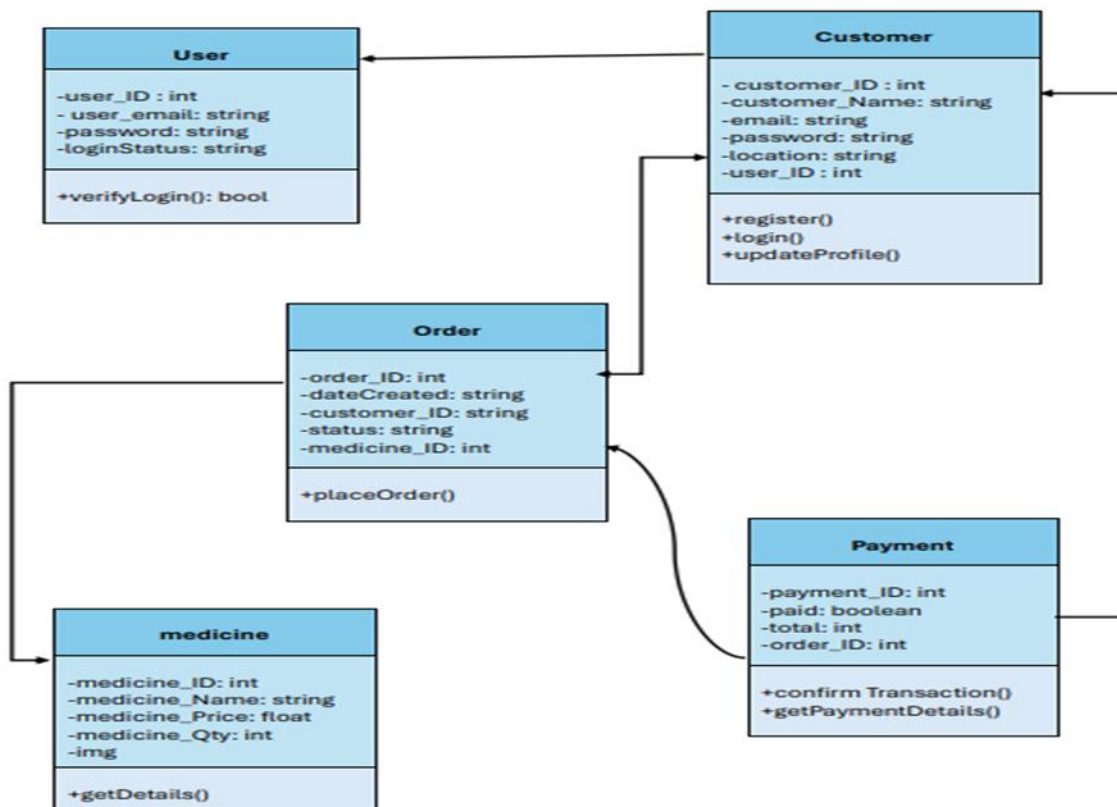 User
-user_ID : int
- user_email: string
-password: string
-loginStatus: string
+verifyLogin(): bool
Customer
- customer_ID : int
-customer_Name: string
-email: string
-password: string
-location: string
-user_ID : int
+register()
+login()
+updateProfile()
Order
-order_ID: int
-dateCreated: string
-customer_ID: string
-status: string
-medicine_ID: int
+placeOrder()
Payment
-payment_ID: int
-paid: boolean
-total: int
-order_ID: int
+confirm Transaction()
+getPaymentDetails()
medicine
-medicine_ID: int
-medicine_Name: string
-medicine_Price: float
-medicine_Qty: int
-img
+getDetails()